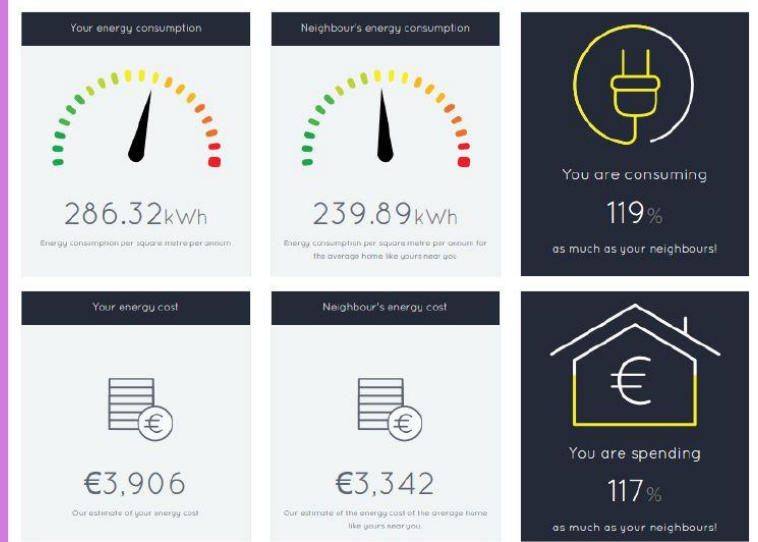 Your energy consumption
286.32kWh
Energy consumption per square metre per annum
Neighbour's energy consumption
239.89kWh
Energy consumption per square metre per annum for
the average home like yours near you
You are consuming
119%
as much as your neighbours!
Your energy cost
€
€3,906
Our estimate of your energy cost
Neighbour's energy cost
€
€3,342
Our estimate of the energy cost of the average home
like yours near you
€
You are spending
117%
as much as your neighbours!